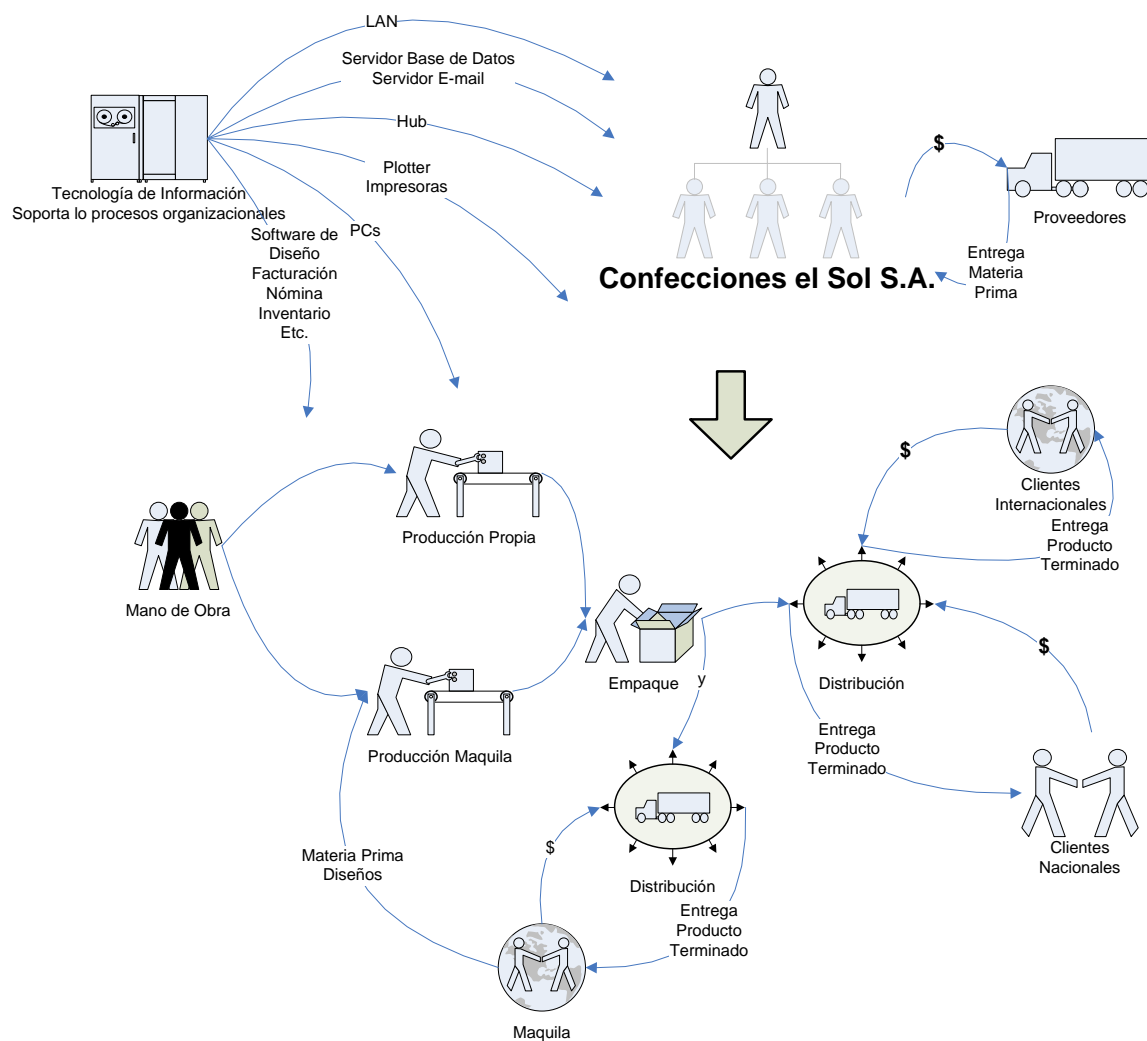 LAN
Servidor Base de Datos
Servidor E-mail
Hub
Plotter
Impresoras
PCs
Tecnología de Información
Soporta lo procesos organizacionales
Software de
Diseño
Facturación
Nómina
Inventario
Etc.
Confecciones el Sol S.A.
$
Proveedores
Entrega
Materia
Prima
Mano de Obra
Producción Propia
Producción Maquila
Empaque
y
$
Clientes
Internacionales
Entrega
Producto
Terminado
Distribución
$
Entrega
Producto
Terminado
Clientes
Nacionales
Materia Prima
Diseños
$
Distribución
Entrega
Producto
Terminado
Maquila